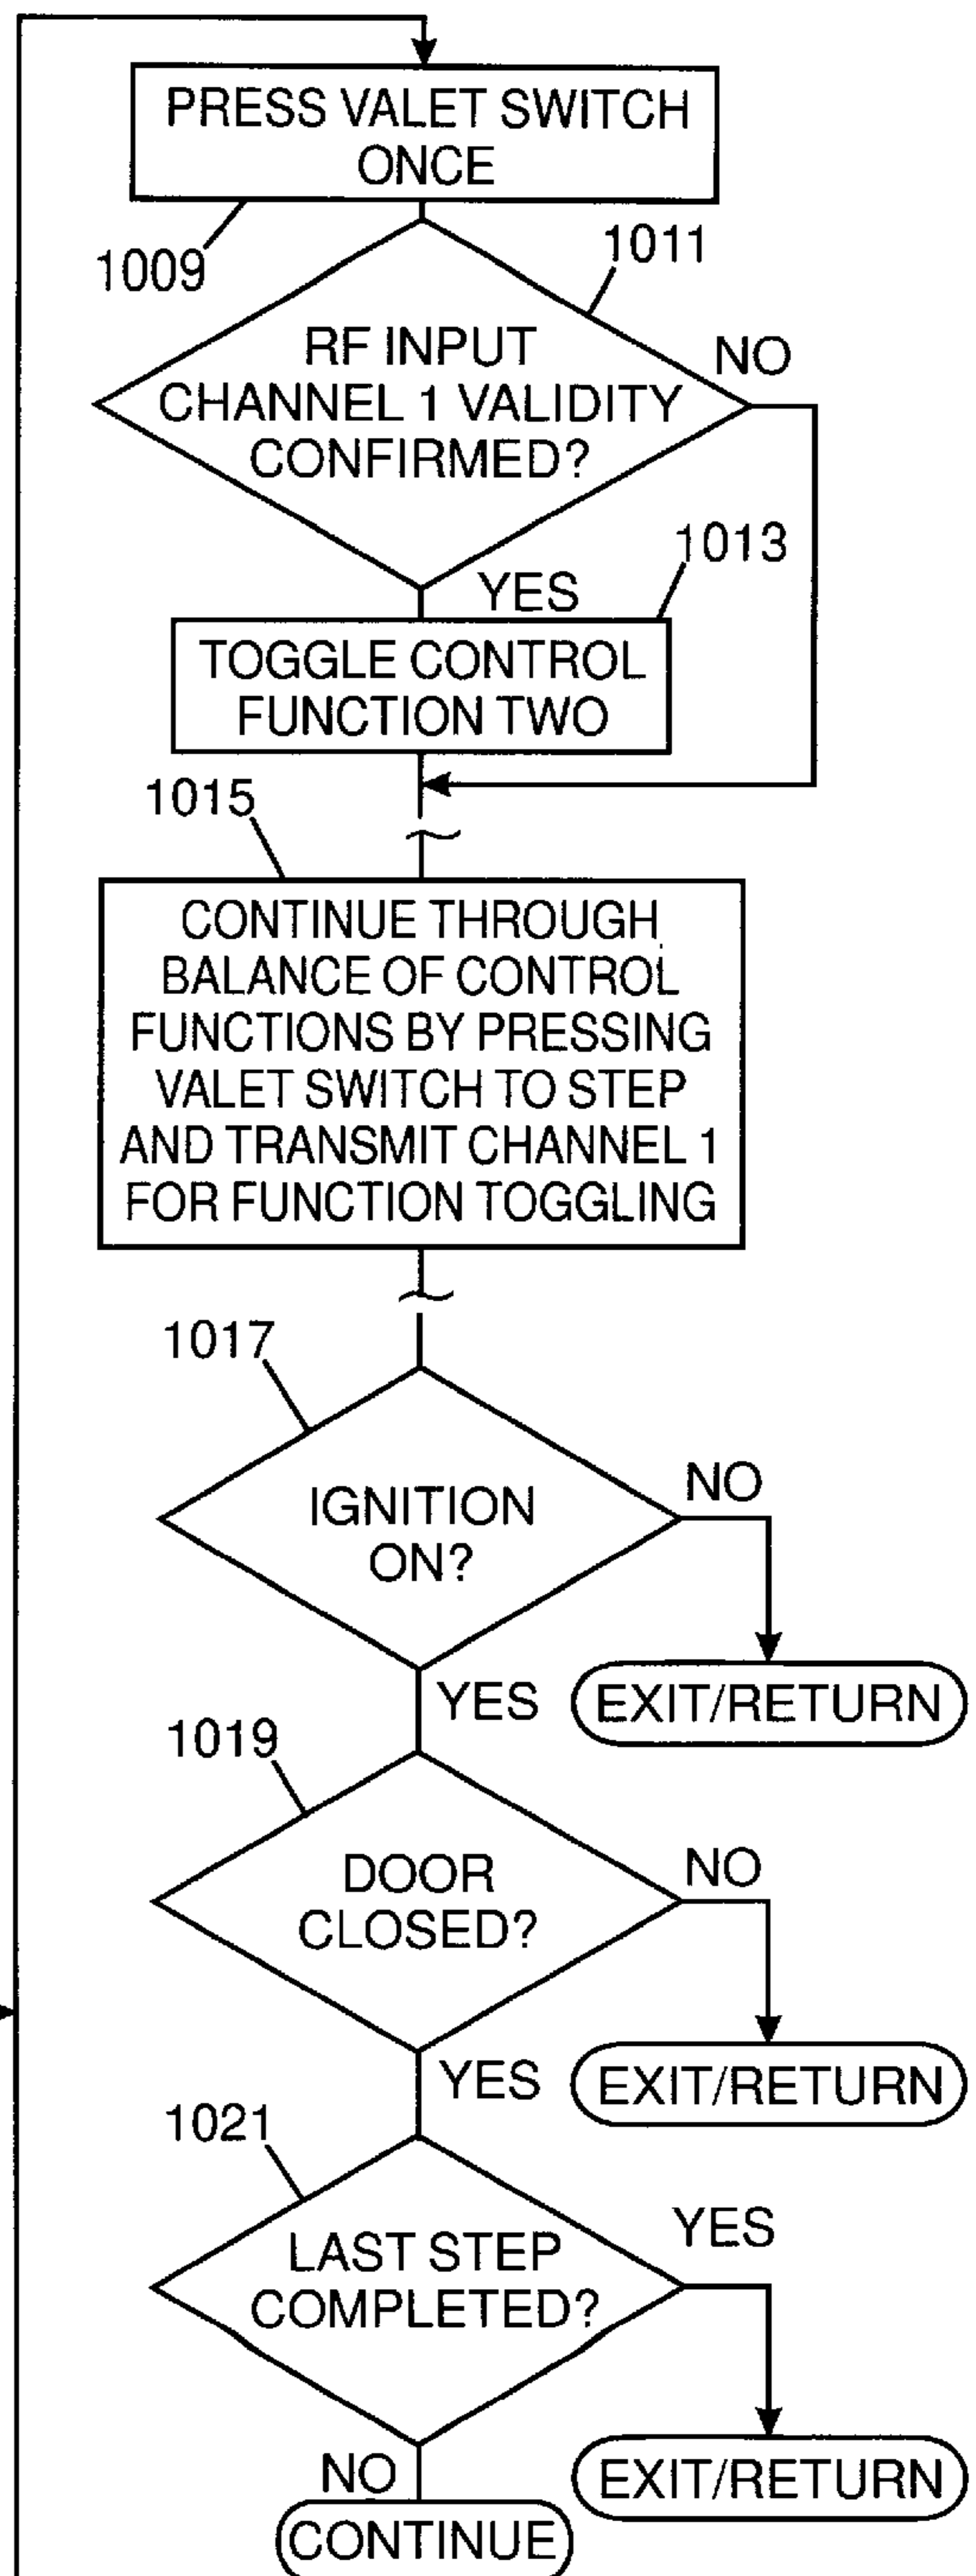 PRESS VALET SWITCH
ONCE
1009
1011
RF INPUT
CHANNEL 1 VALIDITY
CONFIRMED?
NO
YES
1013
TOGGLE CONTROL
FUNCTION TWO
1015
CONTINUE THROUGH
BALANCE OF CONTROL
FUNCTIONS BY PRESSING
VALET SWITCH TO STEP
AND TRANSMIT CHANNEL 1
FOR FUNCTION TOGGLING
1017
IGNITION
ON?
NO
EXIT/RETURN
YES
1019
DOOR
CLOSED?
NO
EXIT/RETURN
YES
1021
LAST STEP
COMPLETED?
YES
EXIT/RETURN
NO
CONTINUE